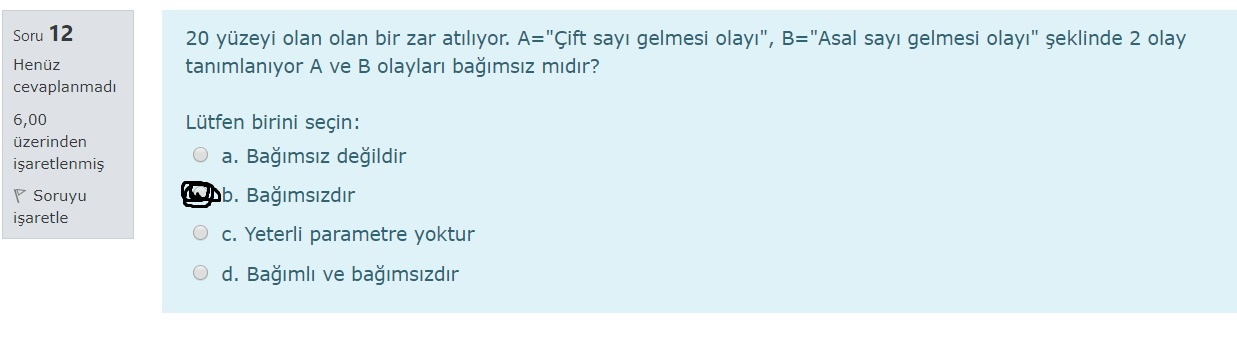 Soru 12
Henüz
cevaplanmadı
6,00
üzerinden
işaretlenmiş
Soruyu
işaretle
20 yüzeyi olan olan bir zar atılıyor. A="Çift sayı gelmesi olayı", B="Asal sayı gelmesi olayı" şeklinde 2 olay
tanımlanıyor A ve B olayları bağımsız mıdır?
Lütfen birini seçin:
a. Bağımsız değildir
b. Bağımsızdır
c. Yeterli parametre yoktur
d. Bağımlı ve bağımsızdır